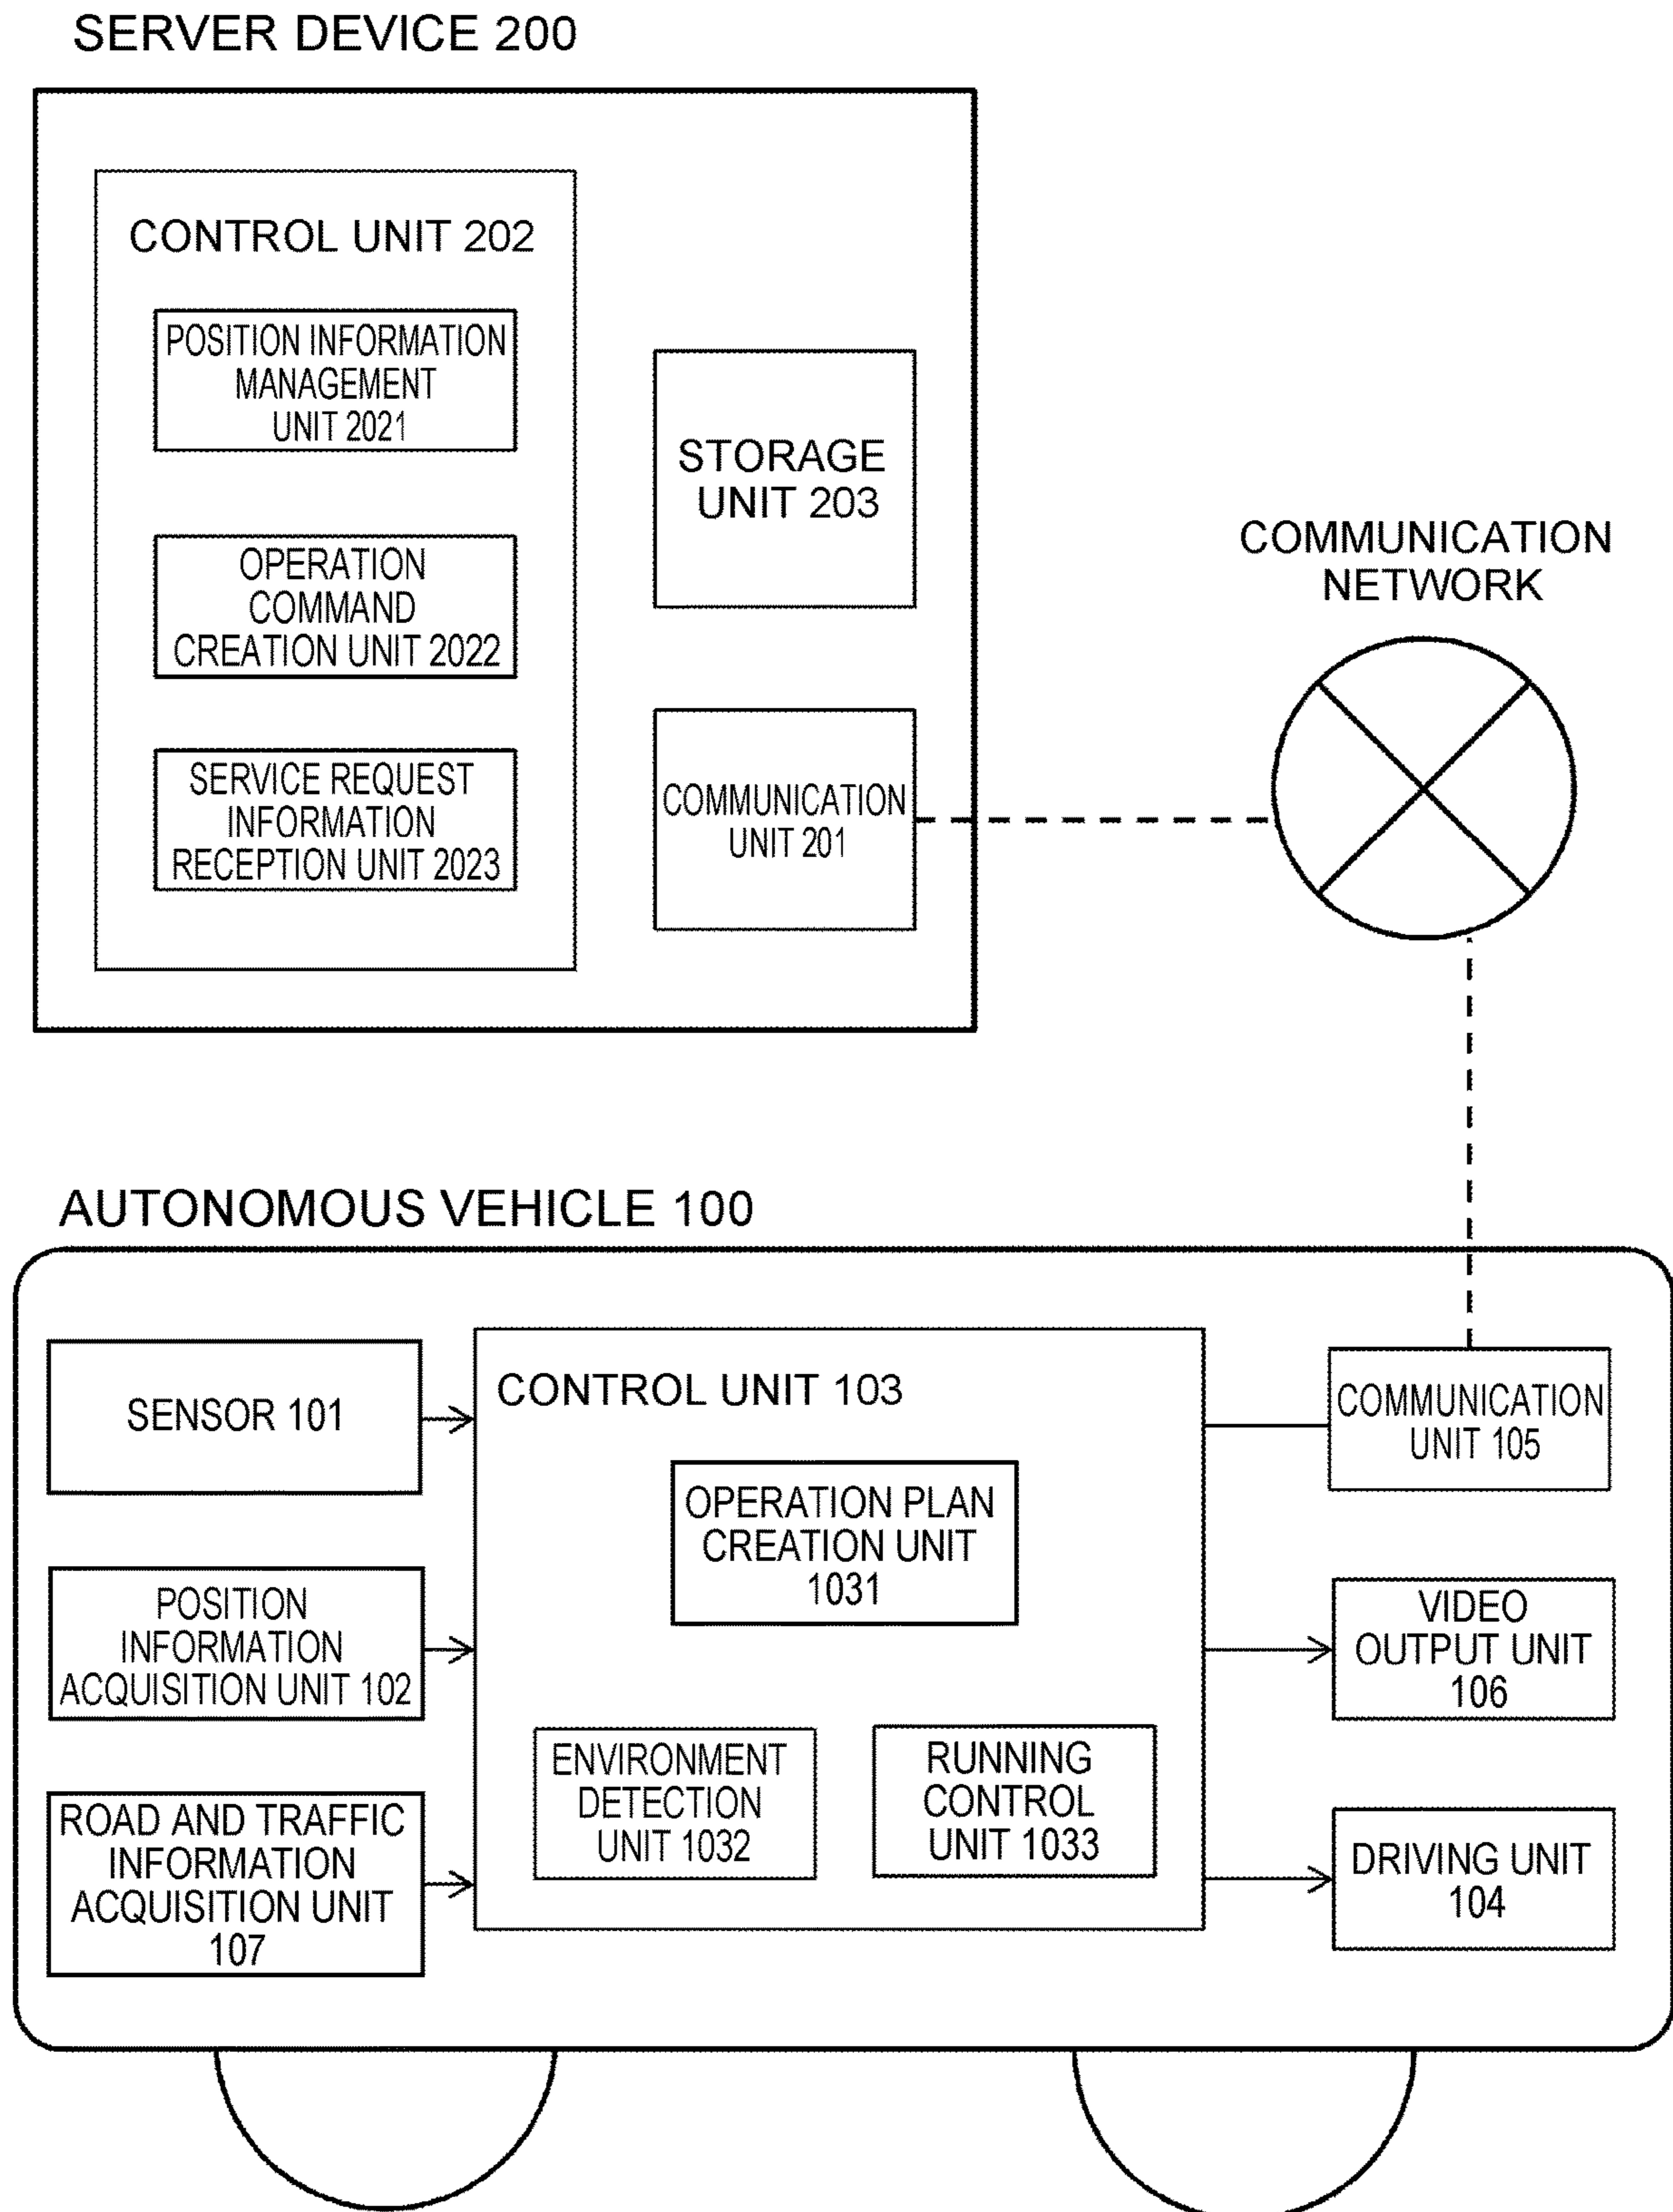 SERVER DEVICE 200
CONTROL UNIT 202
POSITION INFORMATION
MANAGEMENT
UNIT 2021
OPERATION
COMMAND
CREATION UNIT 2022
SERVICE REQUEST
INFORMATION
RECEPTION UNIT 2023
STORAGE
UNIT 203
COMMUNICATION
UNIT 201
COMMUNICATION
NETWORK
AUTONOMOUS VEHICLE 100
SENSOR 101
POSITION
INFORMATION
ACQUISITION UNIT 102
ROAD AND TRAFFIC
INFORMATION
ACQUISITION UNIT
107
CONTROL UNIT 103
OPERATION PLAN
CREATION UNIT
1031
ENVIRONMENT
DETECTION
UNIT 1032
RUNNING
CONTROL
UNIT 1033
COMMUNICATION
UNIT 105
VIDEO
OUTPUT UNIT
106
DRIVING UNIT
104